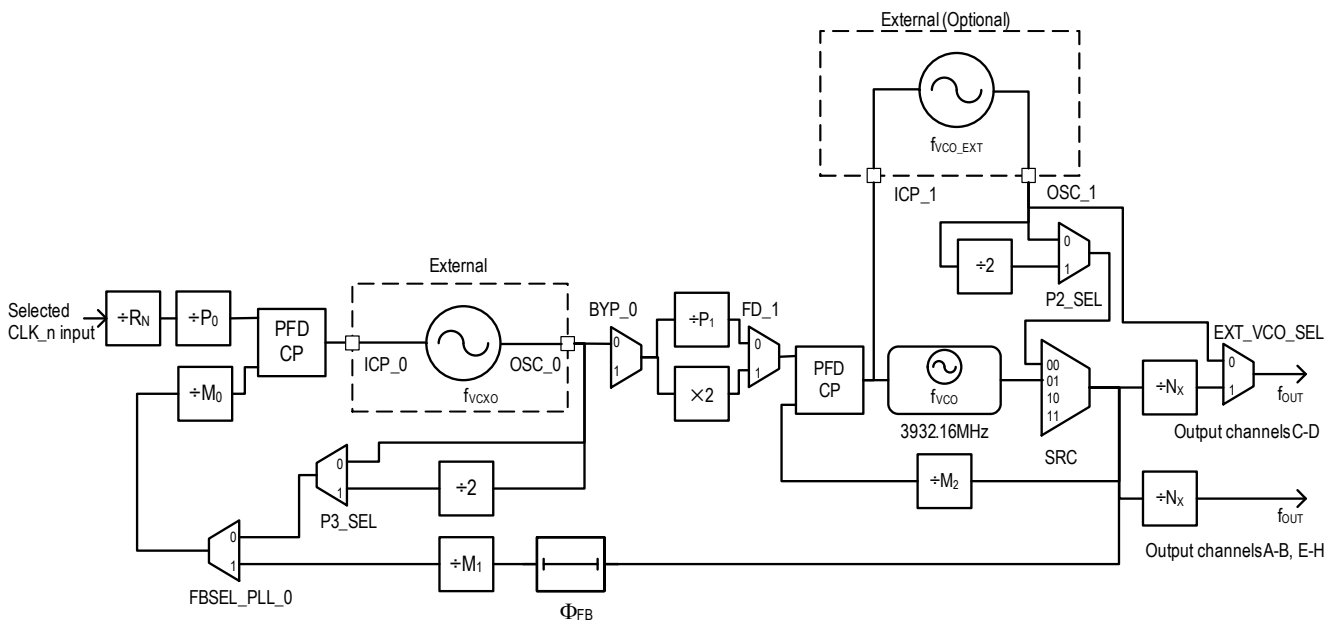 External (Optional)
fVCO_EXT
ICP_1
OSC_1
0
1
÷2
P2_SEL
External
BYP_0
FD_1
EXT_VCO_SEL
Selected
CLK_n input
÷RN
÷P0
PFD
CP
ICP_0
OSC_0
fVCXO
0
1
÷P1
×2
0
1
PFD
CP
fVCO
3932.16MHz
00
01
10
11
SRC
÷NX
0
1
fOUT
Output channels C-D
÷M0
÷M2
0
1
÷2
P3_SEL
÷NX
fOUT
Output channels A-B, E-H
0
1
÷M1
FBSEL_PLL_0
ΦFB